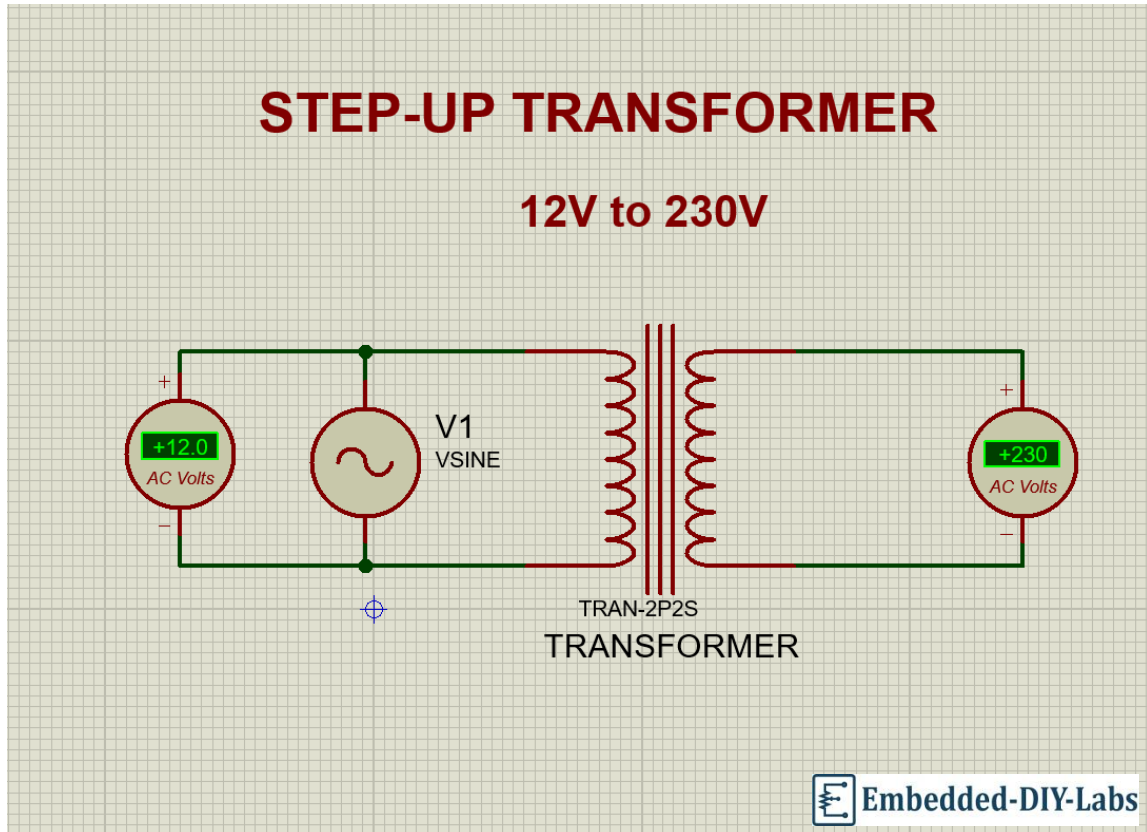 STEP-UP TRANSFORMER
12V to 230V
+
+12.0
AC Volts
−
V1
VSINE
+
+230
AC Volts
−
TRAN-2P2S
TRANSFORMER
Embedded-DIY-Labs